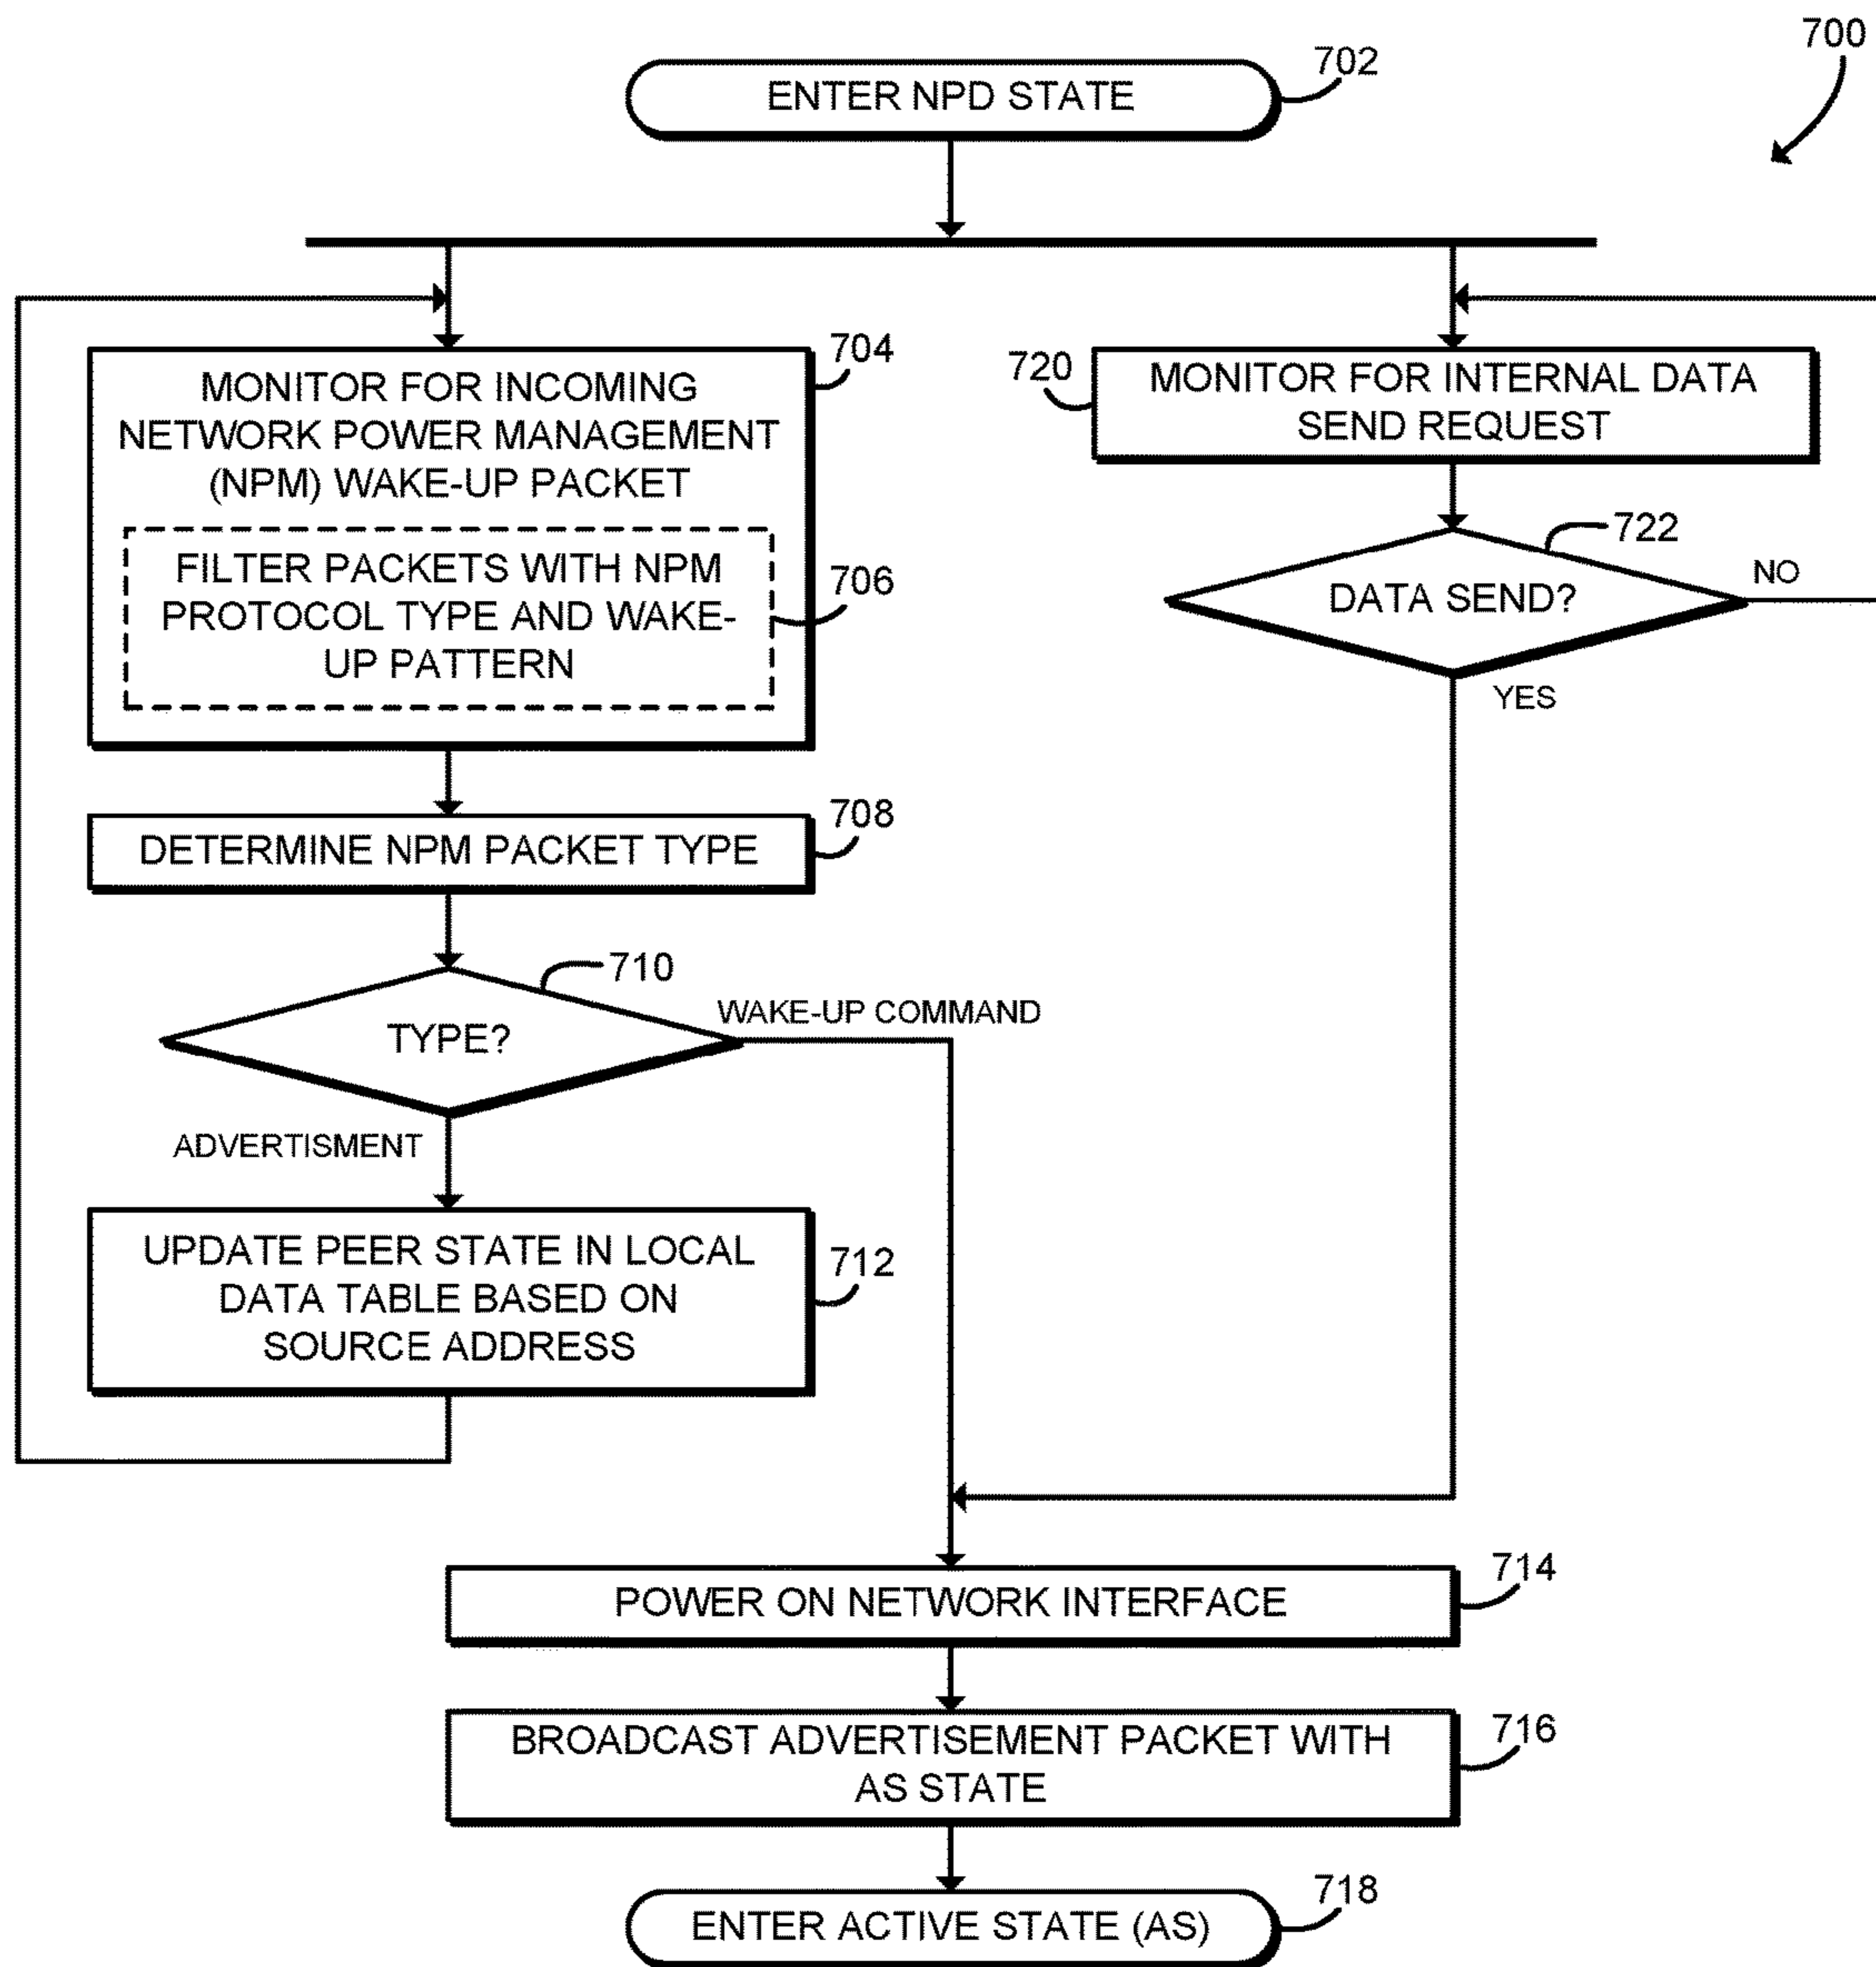 700
ENTER NPD STATE
702
MONITOR FOR INCOMING
NETWORK POWER MANAGEMENT
(NPM) WAKE-UP PACKET
704
FILTER PACKETS WITH NPM
PROTOCOL TYPE AND WAKE-
UP PATTERN
706
DETERMINE NPM PACKET TYPE
708
TYPE?
710
WAKE-UP COMMAND
ADVERTISMENT
UPDATE PEER STATE IN LOCAL
DATA TABLE BASED ON
SOURCE ADDRESS
712
720
MONITOR FOR INTERNAL DATA
SEND REQUEST
722
DATA SEND?
NO
YES
POWER ON NETWORK INTERFACE
714
BROADCAST ADVERTISEMENT PACKET WITH
AS STATE
716
ENTER ACTIVE STATE (AS)
718